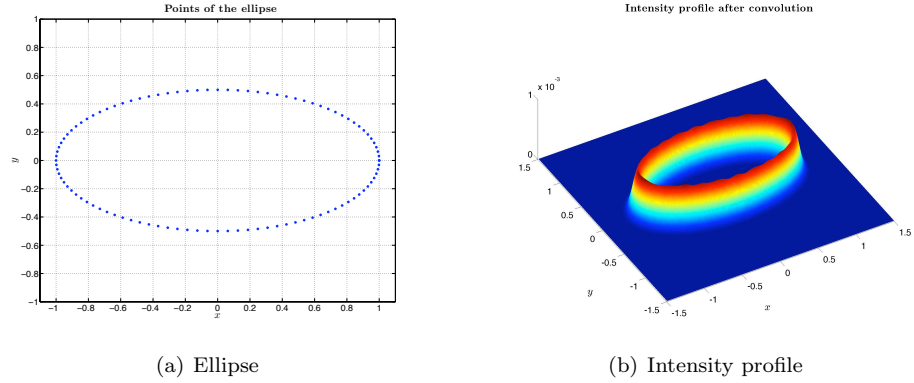 Points of the ellipse
1
0.8
0.6
0.4
0.2
0
−0.2
−0.4
−0.6
−0.8
−1
y
−1 −0.8 −0.6 −0.4 −0.2 0 0.2 0.4 0.6 0.8 1
x
(a) Ellipse
Intensity profile after convolution
x 10⁻³
1
0
1.5
1
0.5
0
-0.5
-1
-1.5
y
-1.5
-1
-0.5
0
0.5
1
1.5
x
(b) Intensity profile